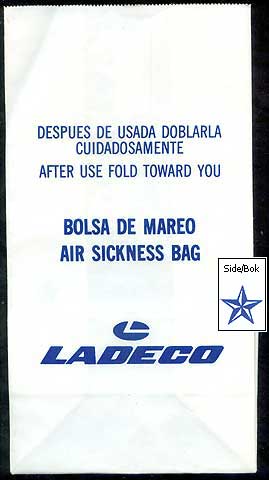 DESPUES DE USADA DOBLARLA
CUIDADOSAMENTE
AFTER USE FOLD TOWARD YOU
BOLSA DE MAREO
AIR SICKNESS BAG
Side/Bok
LADECO